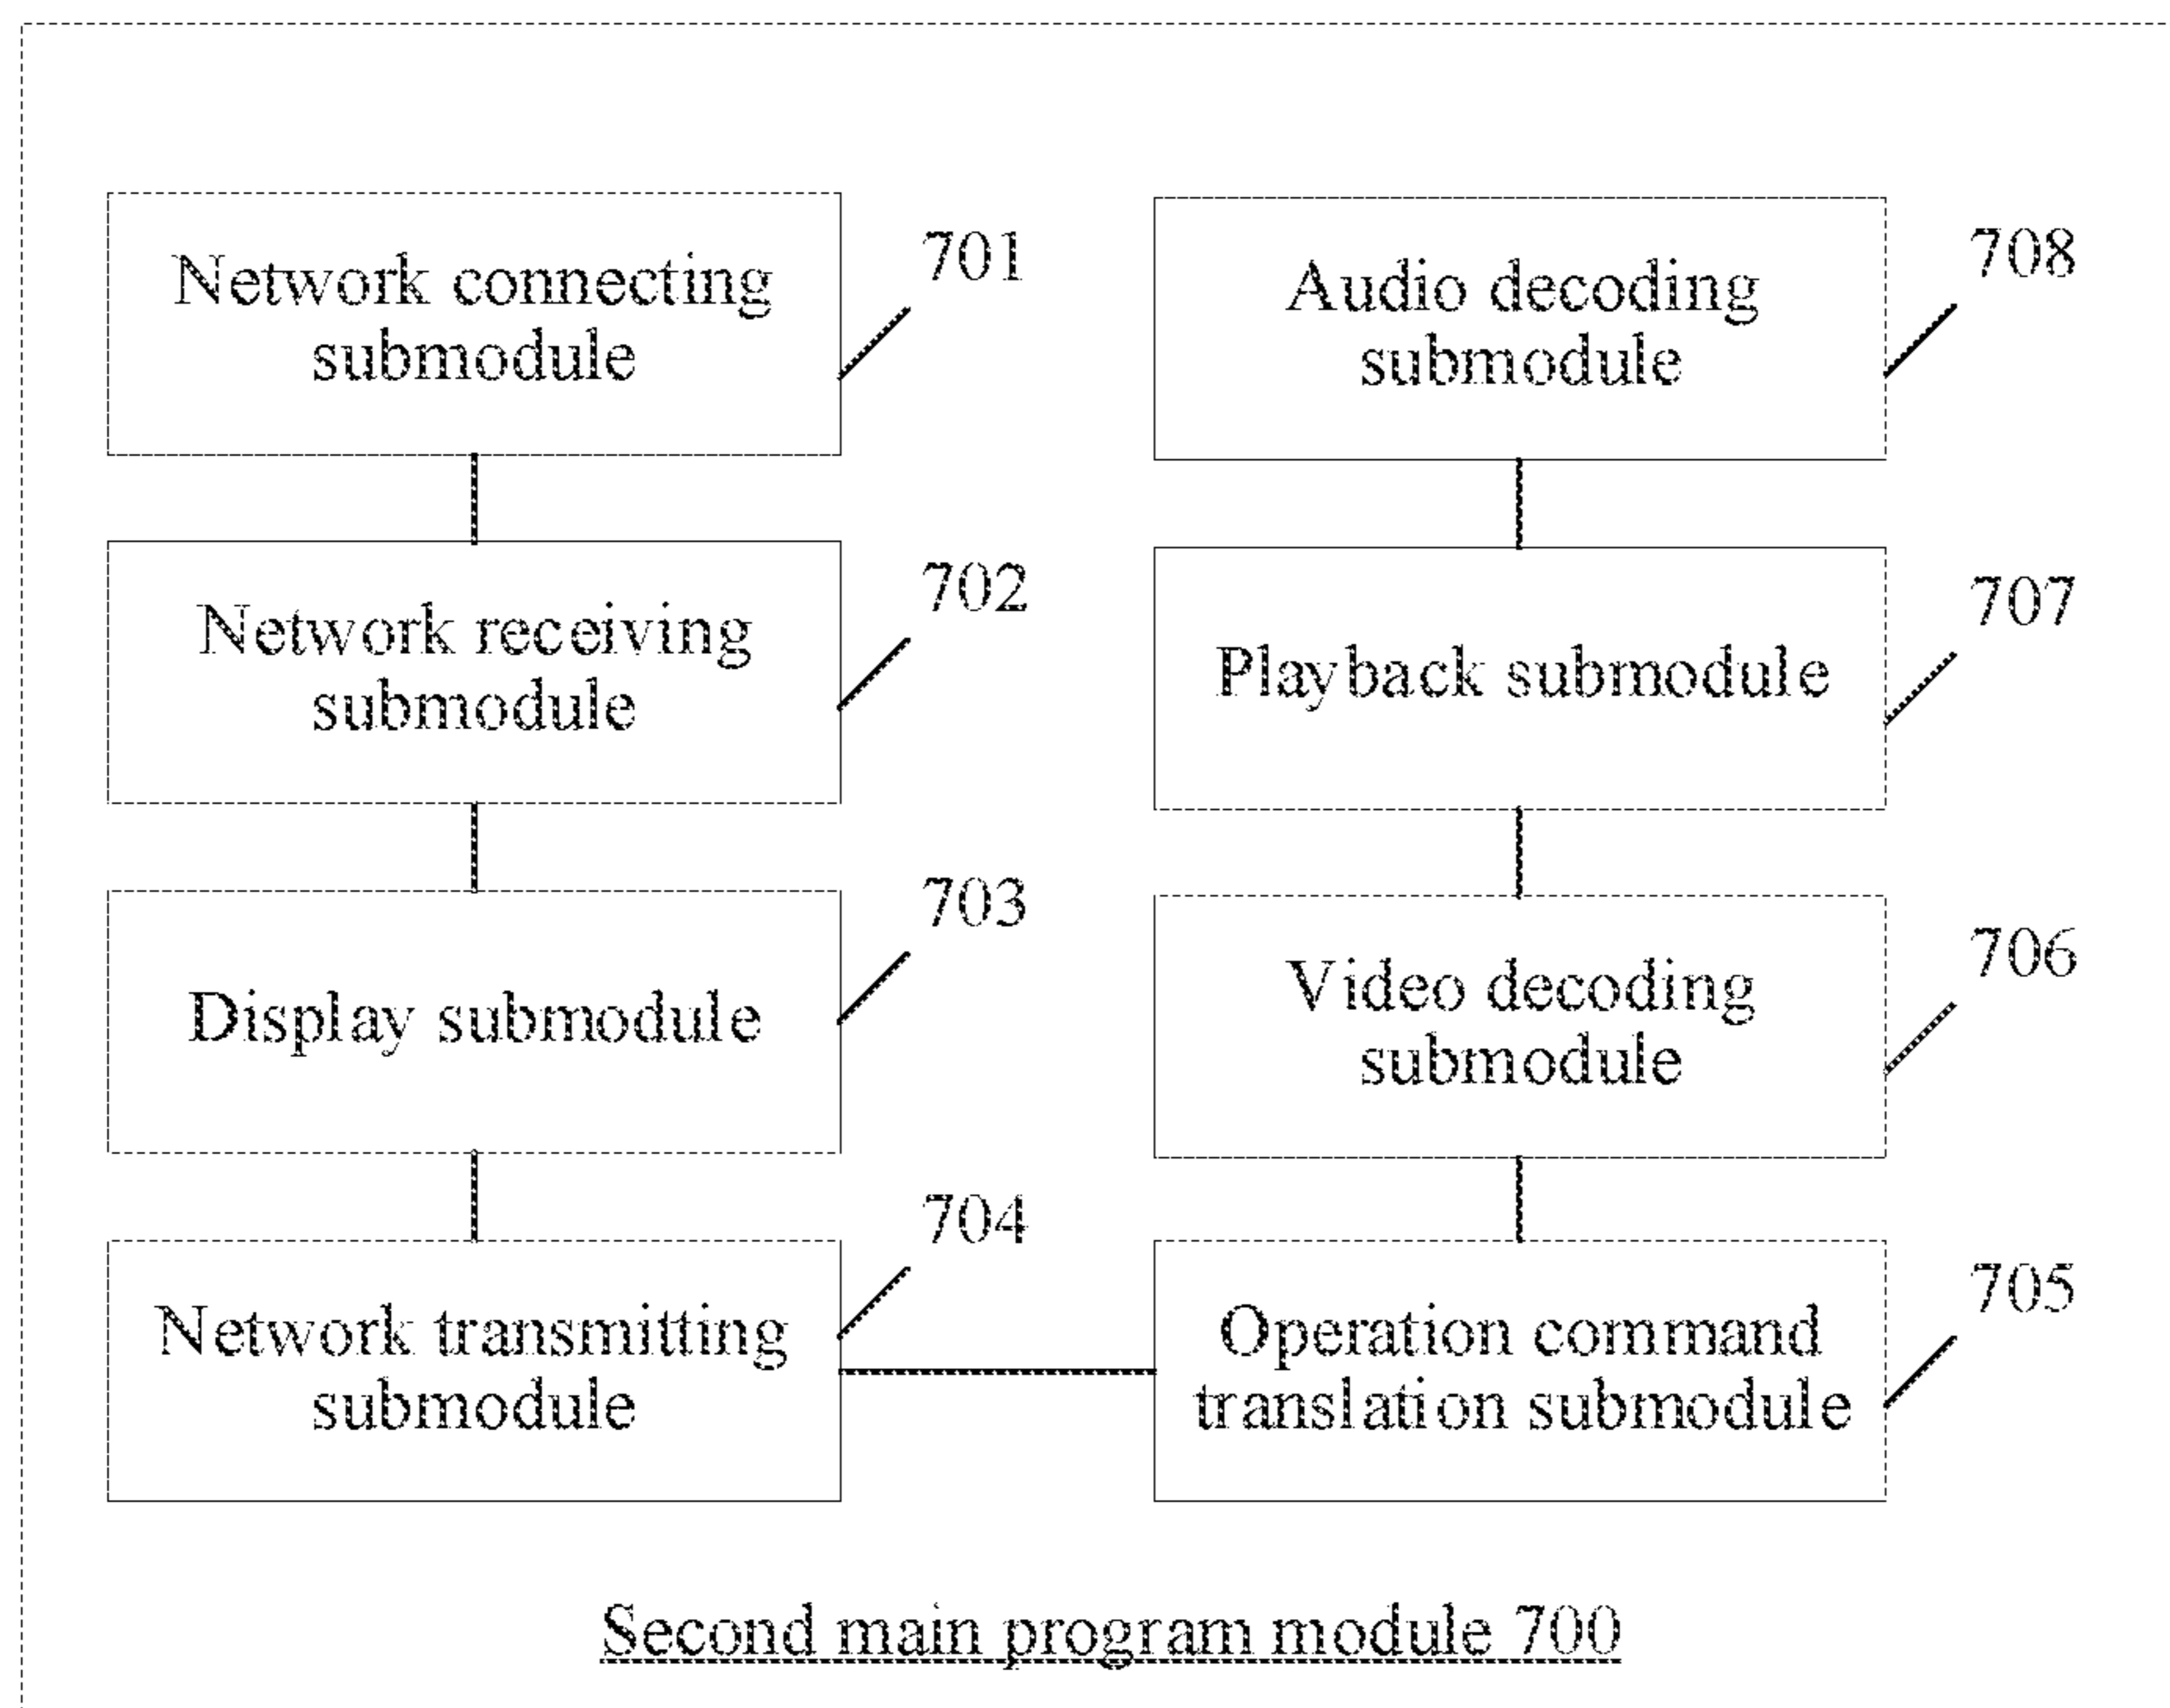 Network connecting
submodule
701
Network receiving
submodule
702
Display submodule
703
Network transmitting
submodule
704
Audio decoding
submodule
708
Playback submodule
707
Video decoding
submodule
706
Operation command
translation submodule
705
Second main program module 700